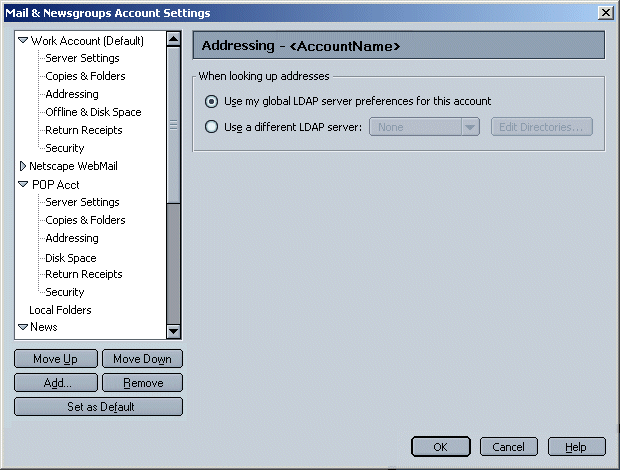 Mail & Newsgroups Account Settings
Work Account (Default)
Server Settings
Copies & Folders
Addressing
Offline & Disk Space
Return Receipts
Security
Netscape WebMail
POP Acct
Server Settings
Copies & Folders
Addressing
Disk Space
Return Receipts
Security
Local Folders
News
Move Up Move Down
Add... Remove
Set as Default
Addressing - <AccountName>
When looking up addresses
Use my global LDAP server preferences for this account
Use a different LDAP server: None Edit Directories...
OK Cancel Help